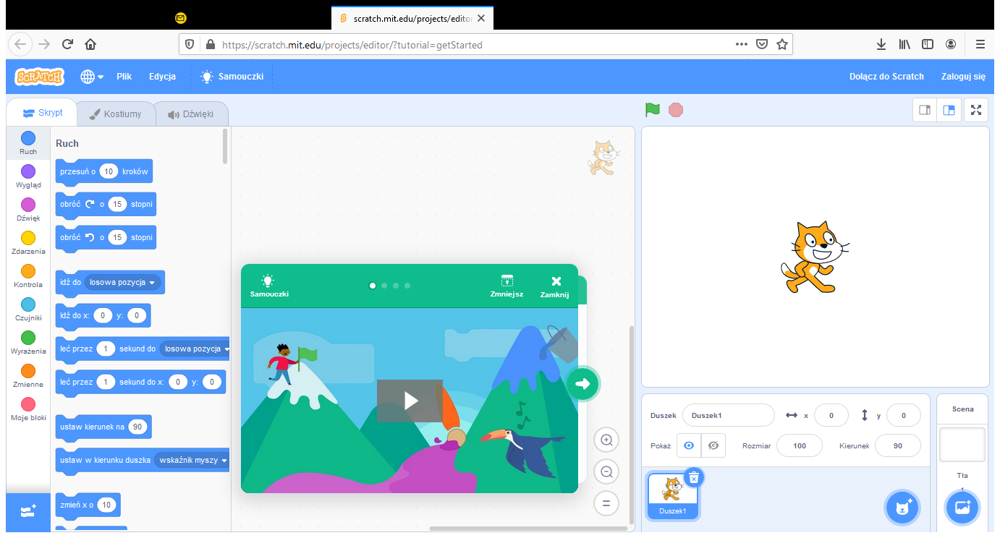 scratch.mit.edu/projects/editor
https://scratch.mit.edu/projects/editor/?tutorial=getStarted
SCRATCH Plik Edycja Samouczki Dołącz do Scratch Zaloguj się
Skrypt Kostiumy Dźwięki
Ruch
Wygląd
Dźwięk
Zdarzenia
Kontrola
Czujniki
Wyrażenia
Zmienne
Moje bloki
Ruch
przesuń o 10 kroków
obróć o 15 stopni
obróć o 15 stopni
idź do losowa pozycja
Idź do x: 0 y: 0
leć przez 1 sekund do losowa pozycja
leć przez 1 sekund do x: 0 y: 0
ustaw kierunek na 90
ustaw w kierunku duszka wskaźnik myszy
zmień x o 10
Samouczki Zmniejsz Zamknij
Duszek Duszek1 x 0 y 0
Pokaż Rozmiar 100 Kierunek 90
Duszek1
Scena
Tła
1